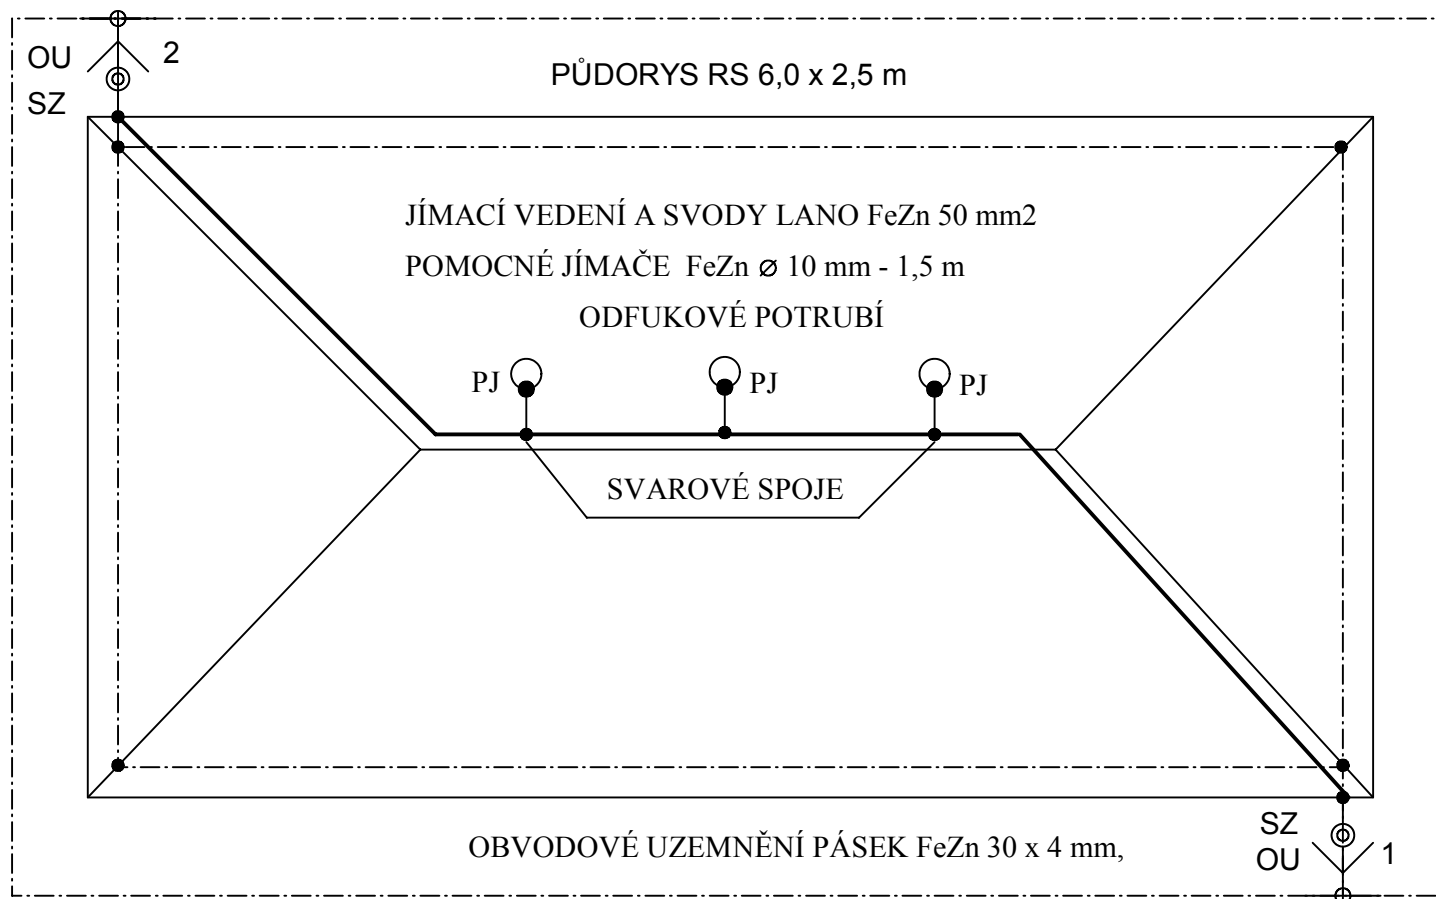 OU 2
SZ
PŮDORYS RS 6,0 x 2,5 m
JÍMACÍ VEDENÍ A SVODY LANO FeZn 50 mm2
POMOCNÉ JÍMAČE FeZn ⌀ 10 mm - 1,5 m
ODFUKOVÉ POTRUBÍ
PJ PJ PJ
SVAROVÉ SPOJE
OBVODOVÉ UZEMNĚNÍ PÁSEK FeZn 30 x 4 mm,
SZ
OU 1